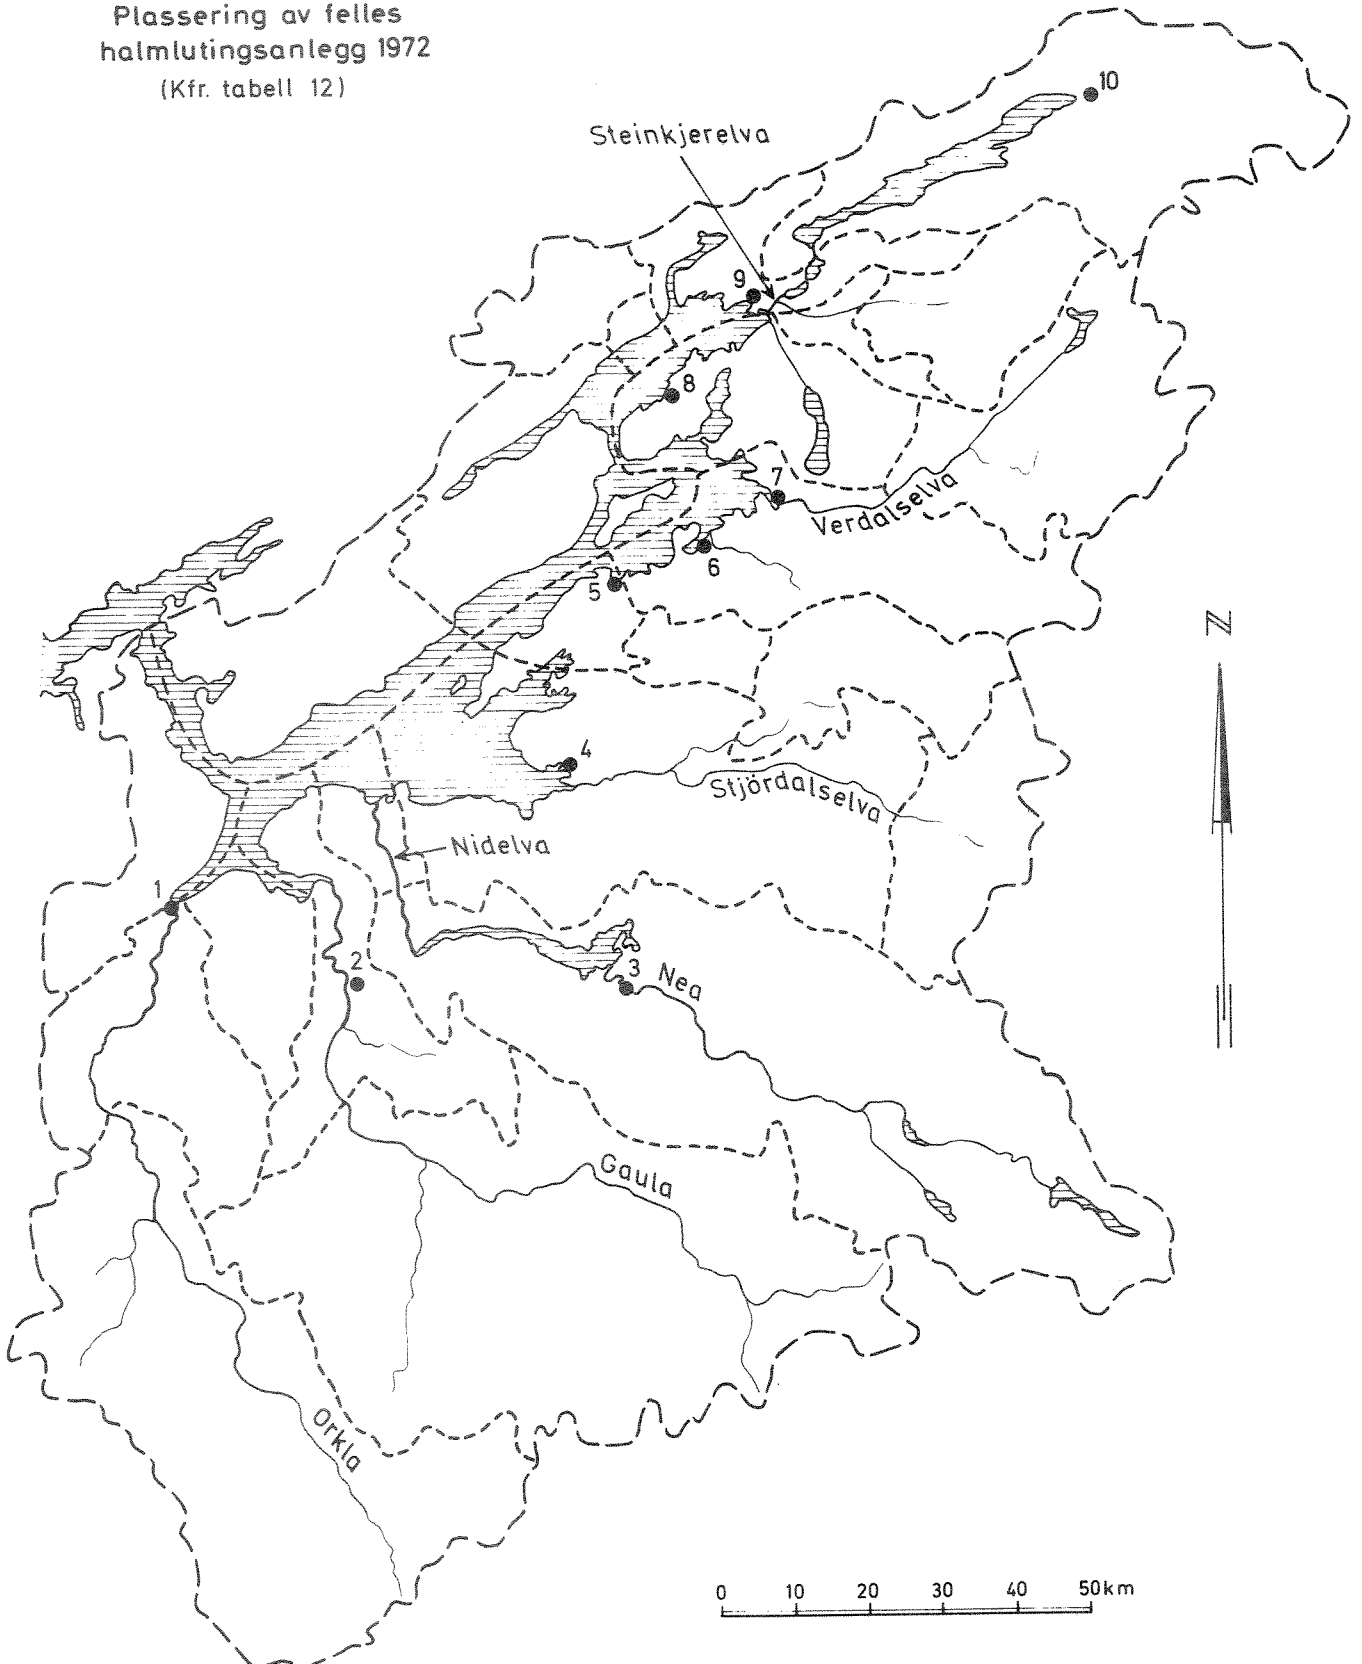 Plassering av felles
halmlutingsanlegg 1972
(Kfr. tabell 12)
10
Steinkjerelva
9
8
7
Verdalselva
6
5
N
4
Stjördalselva
Nidelva
1
2
3
Nea
Gaula
Orkla
0 10 20 30 40 50km